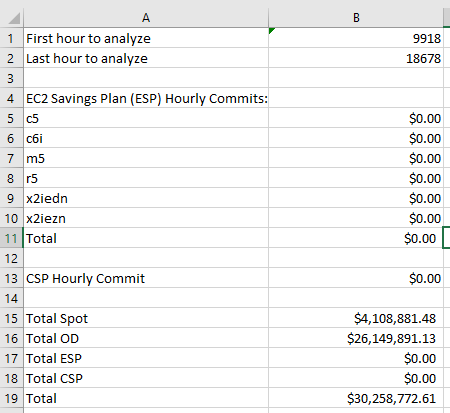 A B
1 First hour to analyze 9918
2 Last hour to analyze 18678
3
4 EC2 Savings Plan (ESP) Hourly Commits:
5 c5 $0.00
6 c6i $0.00
7 m5 $0.00
8 r5 $0.00
9 x2iedn $0.00
10 x2iezn $0.00
11 Total $0.00
12
13 CSP Hourly Commit $0.00
14
15 Total Spot $4,108,881.48
16 Total OD $26,149,891.13
17 Total ESP $0.00
18 Total CSP $0.00
19 Total $30,258,772.61